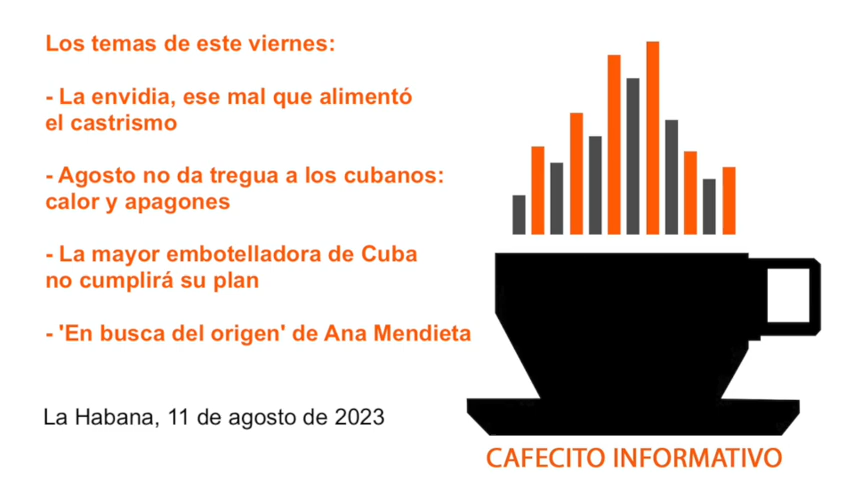 Los temas de este viernes:
- La envidia, ese mal que alimentó
el castrismo
- Agosto no da tregua a los cubanos:
calor y apagones
- La mayor embotelladora de Cuba
no cumplirá su plan
- 'En busca del origen' de Ana Mendieta
La Habana, 11 de agosto de 2023
CAFECITO INFORMATIVO